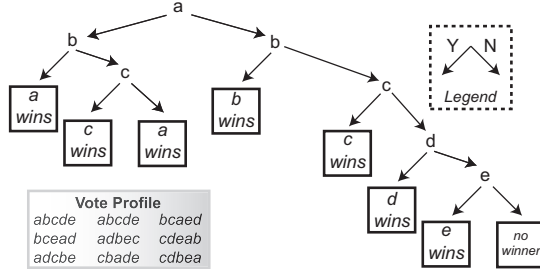 a
b
b
Y N
Legend
c
c
a
wins
c
wins
a
wins
b
wins
c
wins
d
d
wins
e
e
wins
no
winner
Vote Profile
abcde abcde bcaed
bcead adbec cdeab
adcbe cbade cdbea